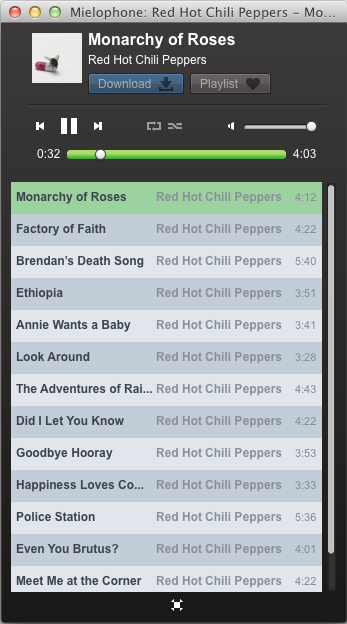 Mielophone: Red Hot Chili Peppers – Mo...
Monarchy of Roses
Red Hot Chili Peppers
Download Playlist
0:32 4:03
Monarchy of Roses Red Hot Chili Peppers 4:12
Factory of Faith Red Hot Chili Peppers 4:22
Brendan’s Death Song Red Hot Chili Peppers 5:40
Ethiopia Red Hot Chili Peppers 3:51
Annie Wants a Baby Red Hot Chili Peppers 3:41
Look Around Red Hot Chili Peppers 3:28
The Adventures of Rai... Red Hot Chili Peppers 4:43
Did I Let You Know Red Hot Chili Peppers 4:22
Goodbye Hooray Red Hot Chili Peppers 3:53
Happiness Loves Co... Red Hot Chili Peppers 3:33
Police Station Red Hot Chili Peppers 5:36
Even You Brutus? Red Hot Chili Peppers 4:01
Meet Me at the Corner Red Hot Chili Peppers 4:22